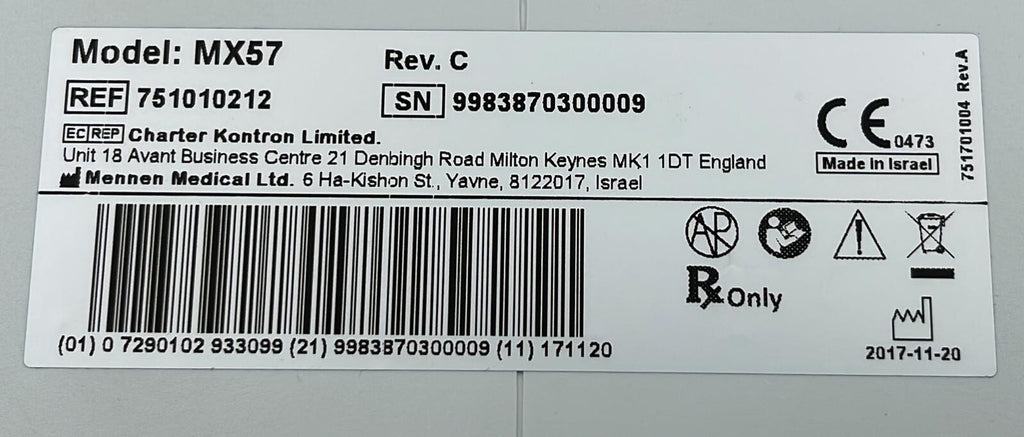 Model: MX57
Rev. C
REF 751010212
SN 9983870300009
EC REP Charter Kontron Limited.
Unit 18 Avant Business Centre 21 Denbingh Road Milton Keynes MK1 1DT England
Mennen Medical Ltd. 6 Ha-Kishon St., Yavne, 8122017, Israel
CE 0473
Made in Israel
751701004 Rev.A
(01) 0 7290102 933099 (21) 9983870300009 (11) 171120
AP
Rx Only
2017-11-20